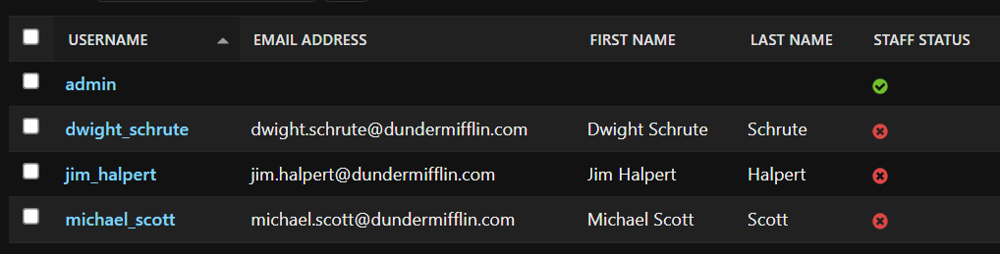 USERNAME EMAIL ADDRESS FIRST NAME LAST NAME STAFF STATUS
admin
dwight_schrute dwight.schrute@dundermifflin.com Dwight Schrute Schrute
jim_halpert jim.halpert@dundermifflin.com Jim Halpert Halpert
michael_scott michael.scott@dundermifflin.com Michael Scott Scott